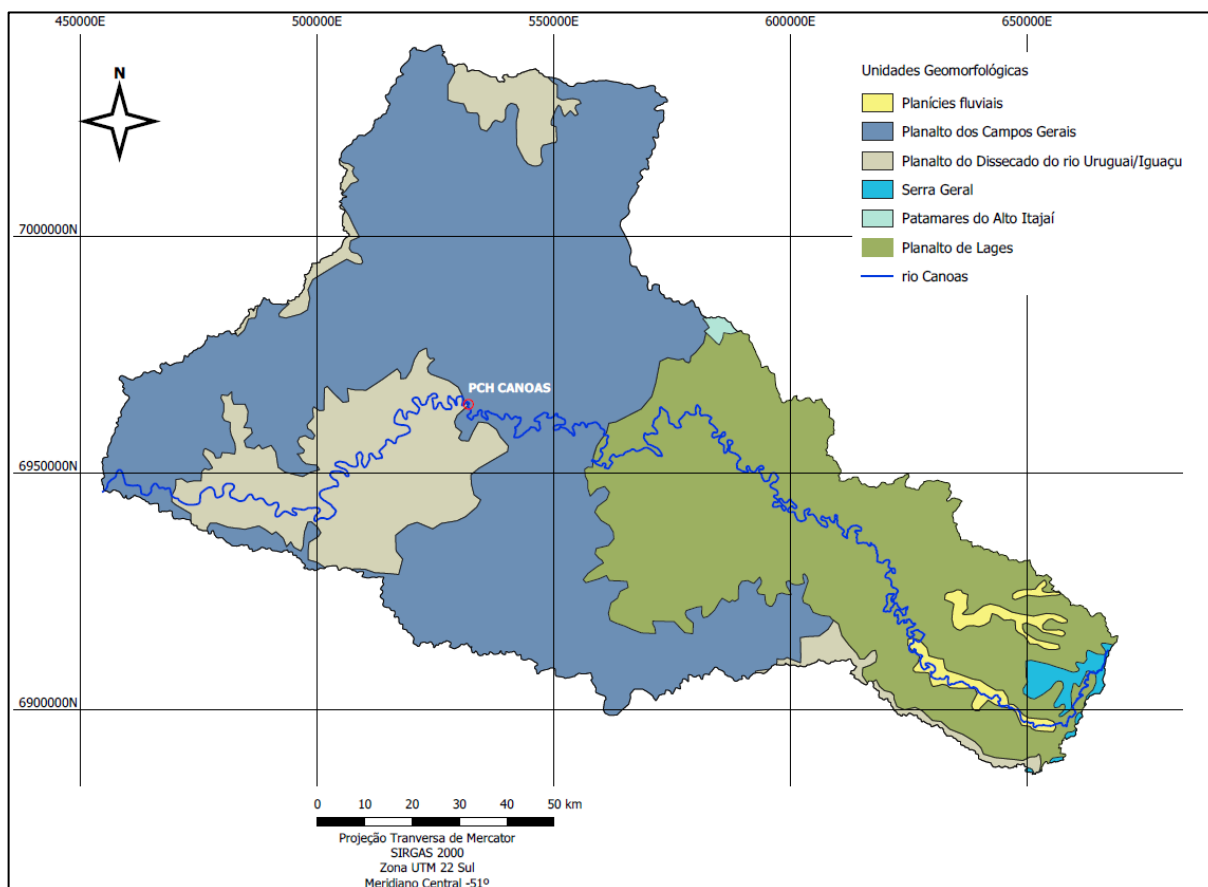 450000E 500000E 550000E 600000E 650000E
N
Unidades Geomorfológicas
Planícies fluviais
Planalto dos Campos Gerais
Planalto do Dissecado do rio Uruguai/Iguaçu
Serra Geral
Patamares do Alto Itajaí
Planalto de Lages
rio Canoas
7000000N
PCH CANOAS
6950000N
6900000N
0 10 20 30 40 50 km
Projeção Tranversa de Mercator
SIRGAS 2000
Zona UTM 22 Sul
Meridiano Central -51º